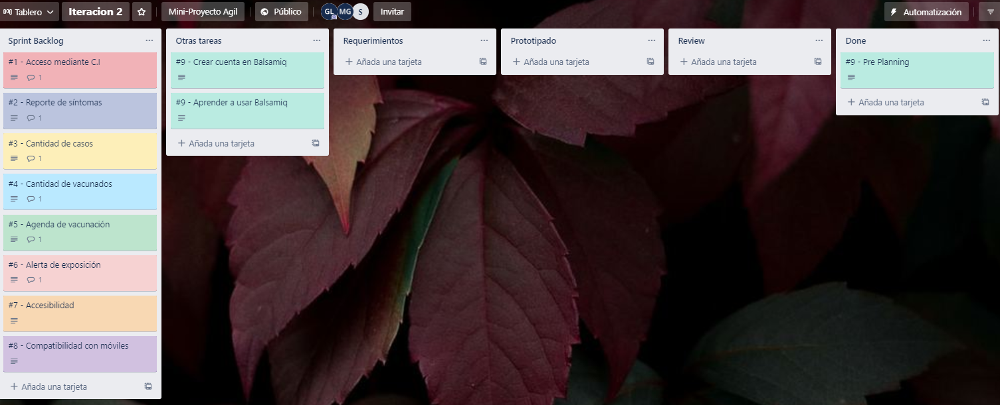 Tablero
Iteracion 2
Mini-Proyecto Agil
Público
GL
MG
S
Invitar
Automatización
Sprint Backlog
#1 - Acceso mediante C.I
1
#2 - Reporte de síntomas
1
#3 - Cantidad de casos
1
#4 - Cantidad de vacunados
1
#5 - Agenda de vacunación
1
#6 - Alerta de exposición
1
#7 - Accesibilidad
#8 - Compatibilidad con móviles
+ Añada una tarjeta
Otras tareas
#9 - Crear cuenta en Balsamiq
#9 - Aprender a usar Balsamiq
+ Añada una tarjeta
Requerimientos
+ Añada una tarjeta
Prototipado
+ Añada una tarjeta
Review
+ Añada una tarjeta
Done
#9 - Pre Planning
+ Añada una tarjeta